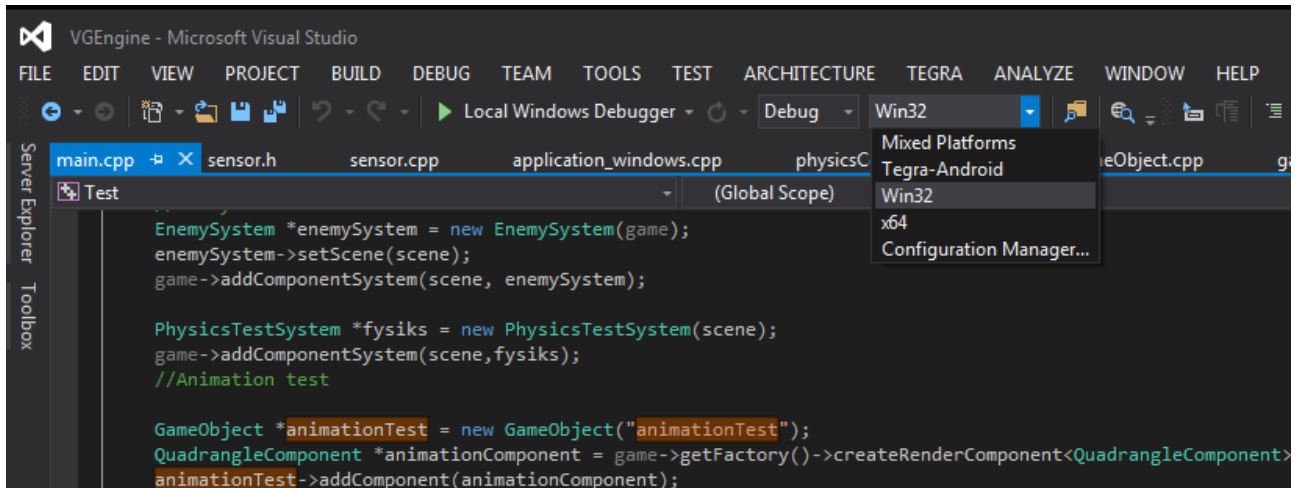 VGEngine - Microsoft Visual Studio
FILE EDIT VIEW PROJECT BUILD DEBUG TEAM TOOLS TEST ARCHITECTURE TEGRA ANALYZE WINDOW HELP
Local Windows Debugger Debug Win32
Mixed Platforms
Tegra-Android
Win32
x64
Configuration Manager...
Server Explorer
Toolbox
main.cpp sensor.h sensor.cpp application_windows.cpp physicsC eObject.cpp
Test (Global Scope)
EnemySystem *enemySystem = new EnemySystem(game);
enemySystem->setScene(scene);
game->addComponentSystem(scene, enemySystem);
PhysicsTestSystem *fysiks = new PhysicsTestSystem(scene);
game->addComponentSystem(scene,fysiks);
//Animation test
GameObject *animationTest = new GameObject("animationTest");
QuadrangleComponent *animationComponent = game->getFactory()->createRenderComponent<QuadrangleComponent>
animationTest->addComponent(animationComponent);